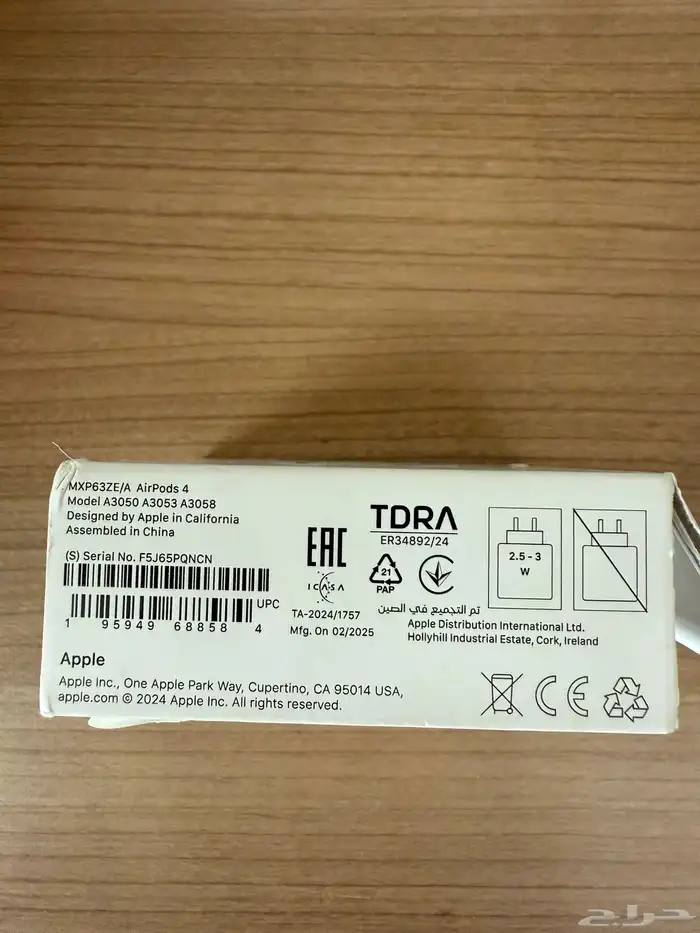 MXP63ZE/A AirPods 4
Model A3050 A3053 A3058
Designed by Apple in California
Assembled in China
(S) Serial No. F5J65PQNCN
UPC
1 95949 68858 4
EAC
ICASA
TA-2024/1757
Mfg. On 02/2025
TDRA
ER34892/24
21
PAP
2.5 - 3
W
تم التجميع في الصين
Apple Distribution International Ltd.
Hollyhill Industrial Estate, Cork, Ireland
Apple
Apple Inc., One Apple Park Way, Cupertino, CA 95014 USA,
apple.com © 2024 Apple Inc. All rights reserved.
CE
حراج